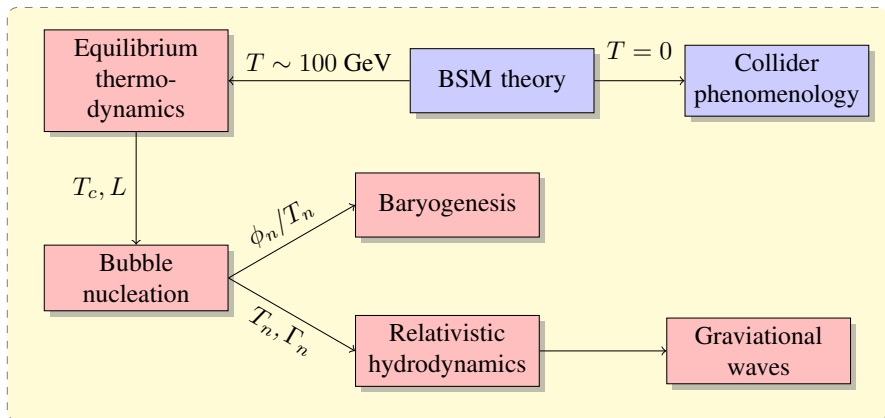 Equilibrium
thermo-
dynamics
T ∼ 100 GeV
BSM theory
T = 0
Collider
phenomenology
T_c, L
Baryogenesis
ϕ_n/T_n
Bubble
nucleation
T_n, Γ_n
Relativistic
hydrodynamics
Graviational
waves